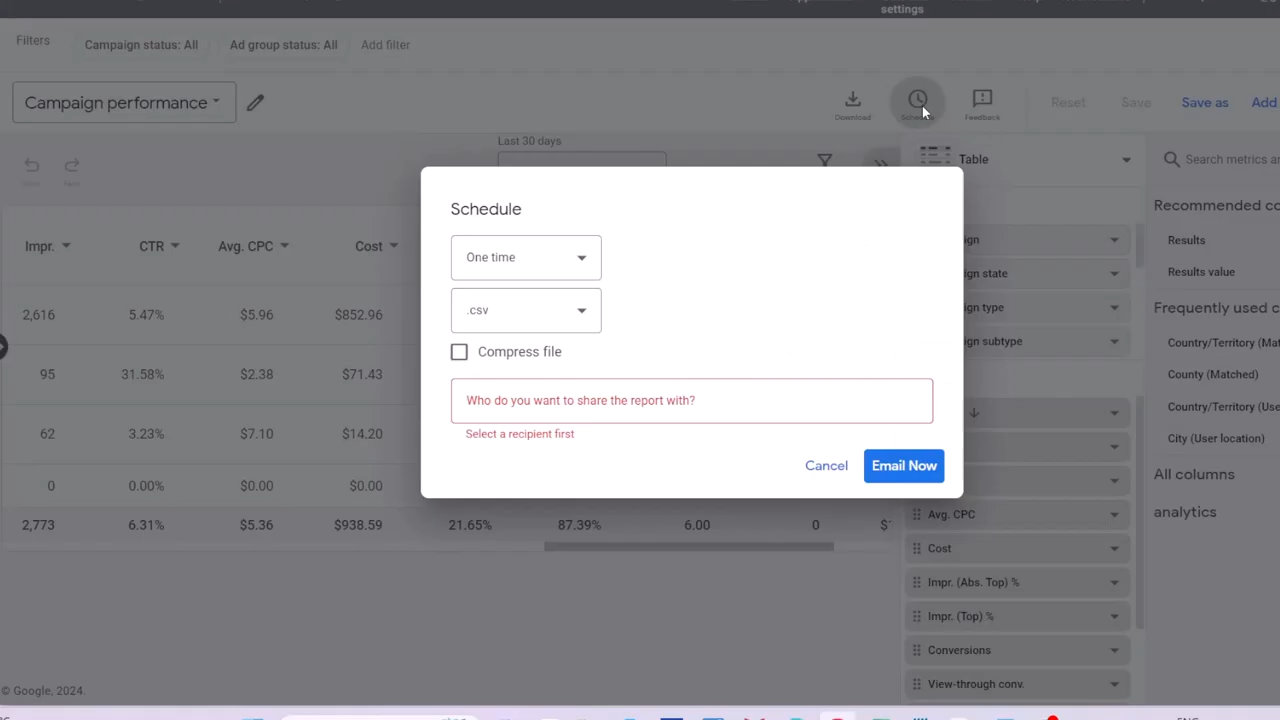 settings
Filters
Campaign status: All
Ad group status: All
Add filter
Campaign performance
Download
Schedule
Feedback
Reset
Save
Save as
Add
Last 30 days
Table
Search metrics an
Schedule
One time
.csv
Compress file
Who do you want to share the report with?
Select a recipient first
Cancel
Email Now
Impr.
CTR
Avg. CPC
Cost
2,616
5.47%
$5.96
$852.96
95
31.58%
$2.38
$71.43
62
3.23%
$7.10
$14.20
0
0.00%
$0.00
$0.00
2,773
6.31%
$5.36
$938.59
21.65%
87.39%
6.00
0
$
ign
ign state
ign type
ign subtype
Avg. CPC
Cost
Impr. (Abs. Top) %
Impr. (Top) %
Conversions
View-through conv.
Recommended co
Results
Results value
Frequently used c
Country/Territory (Mat
County (Matched)
Country/Territory (Use
City (User location)
All columns
analytics
© Google, 2024.